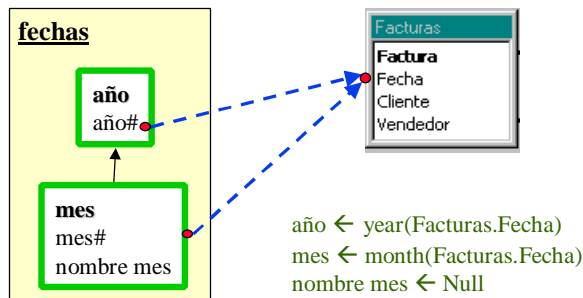 fechas
año
año#
mes
mes#
nombre mes
Facturas
Factura
Fecha
Cliente
Vendedor
año ← year(Facturas.Fecha)
mes ← month(Facturas.Fecha)
nombre mes ← Null